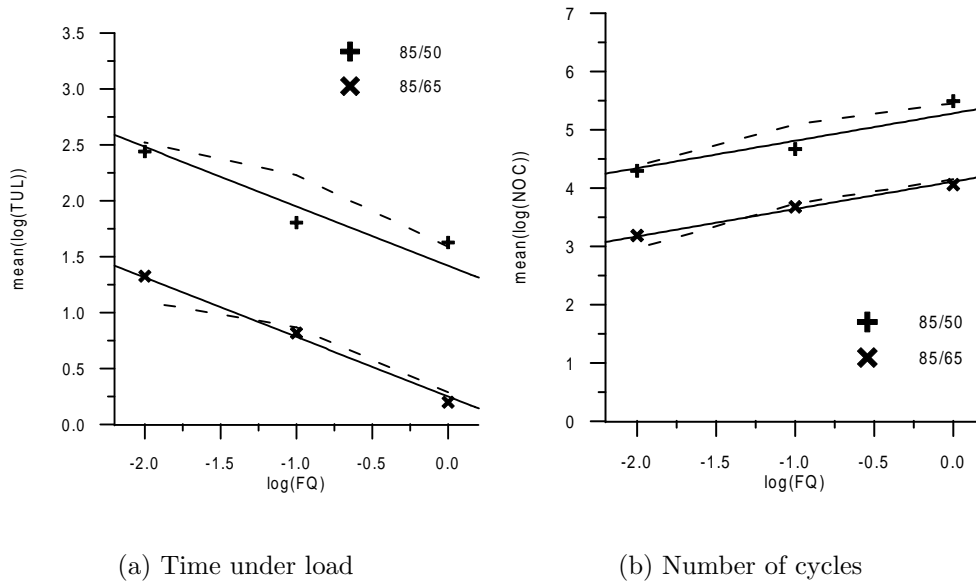 3.5
3.0
2.5
2.0
1.5
1.0
0.5
0.0
mean(log(TUL))
85/50
85/65
-2.0 -1.5 -1.0 -0.5 0.0
log(FQ)
(a) Time under load
7
6
5
4
3
2
1
0
mean(log(NOC))
85/50
85/65
-2.0 -1.5 -1.0 -0.5 0.0
log(FQ)
(b) Number of cycles